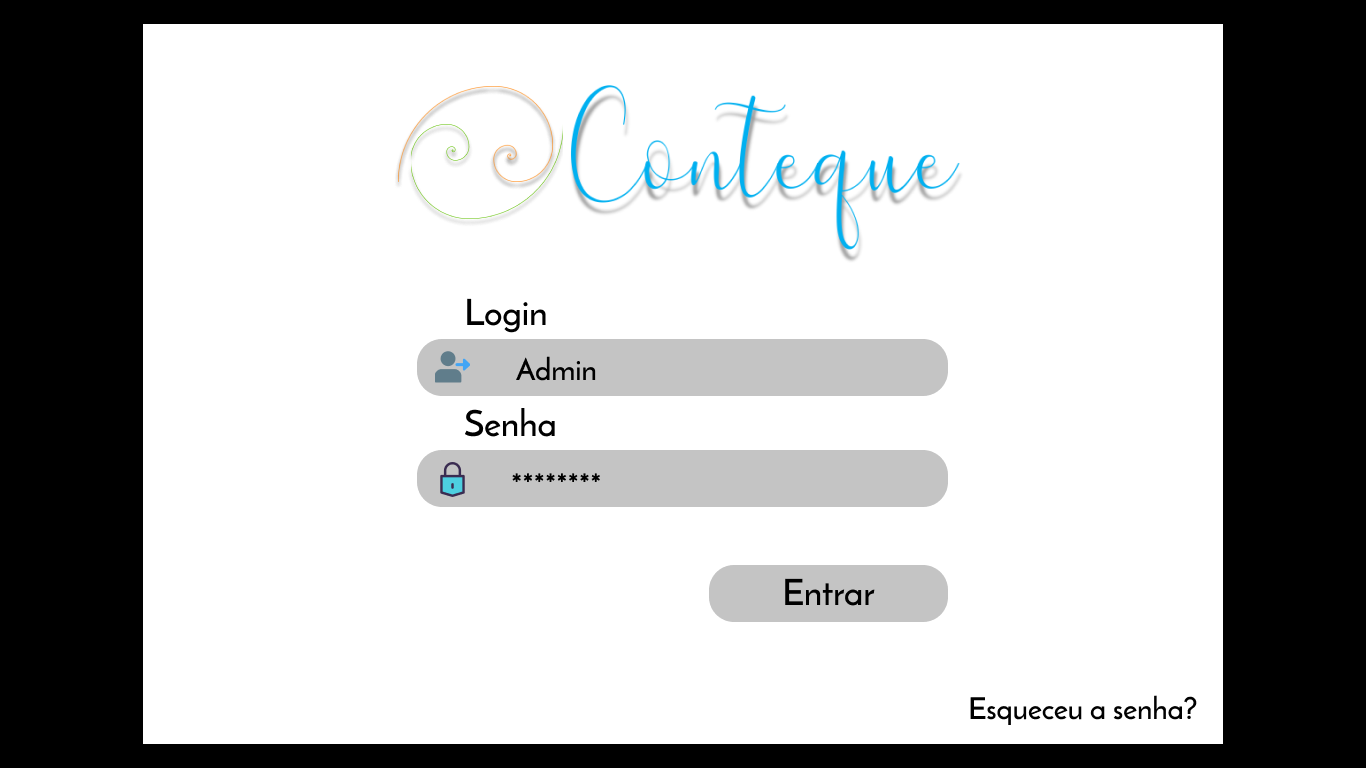 Conteque
Login
Admin
Senha
********
Entrar
Esqueceu a senha?